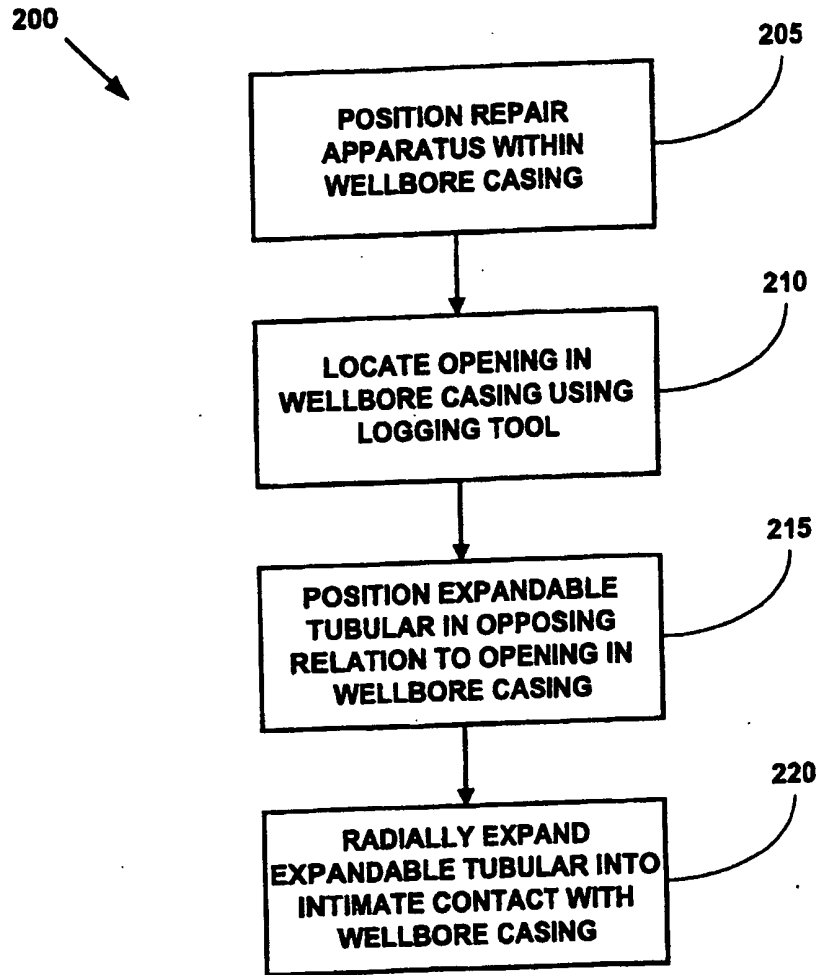 200
205
POSITION REPAIR
APPARATUS WITHIN
WELLBORE CASING
210
LOCATE OPENING IN
WELLBORE CASING USING
LOGGING TOOL
215
POSITION EXPANDABLE
TUBULAR IN OPPOSING
RELATION TO OPENING IN
WELLBORE CASING
220
RADIALLY EXPAND
EXPANDABLE TUBULAR INTO
INTIMATE CONTACT WITH
WELLBORE CASING